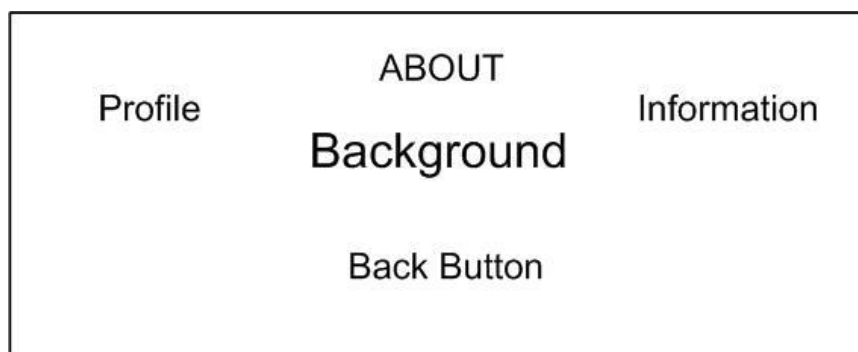 ABOUT
Profile
Information
Background
Back Button